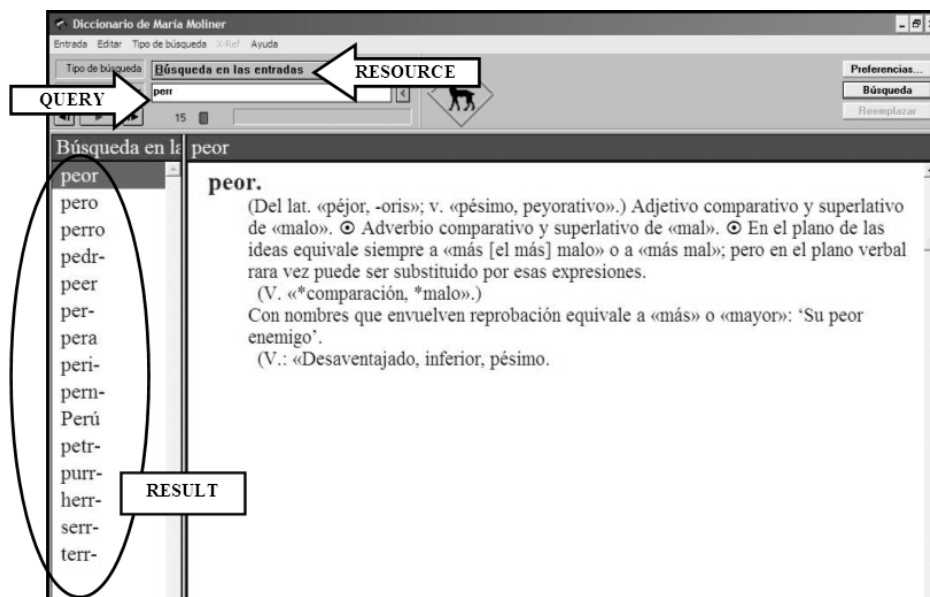 Diccionario de María Moliner
Entrada Editar Tipo de búsqueda X-Ref Ayuda
Tipo de búsqueda Búsqueda en las entradas RESOURCE Preferencias...
QUERY perr < Búsqueda
15 Reemplazar
Búsqueda en la peor
peor
pero
perro
pedr-
peer
per-
pera
peri-
pern-
Perú
petr-
purr-
herr-
serr-
terr-
RESULT
peor.
(Del lat. «péjor, -oris»; v. «pésimo, peyorativo».) Adjetivo comparativo y superlativo
de «malo». ⊙ Adverbio comparativo y superlativo de «mal». ⊙ En el plano de las
ideas equivale siempre a «más [el más] malo» o a «más mal»; pero en el plano verbal
rara vez puede ser substituido por esas expresiones.
(V. «*comparación, *malo».)
Con nombres que envuelven reprobación equivale a «más» o «mayor»: ‘Su peor
enemigo’.
(V.: «Desaventajado, inferior, pésimo.